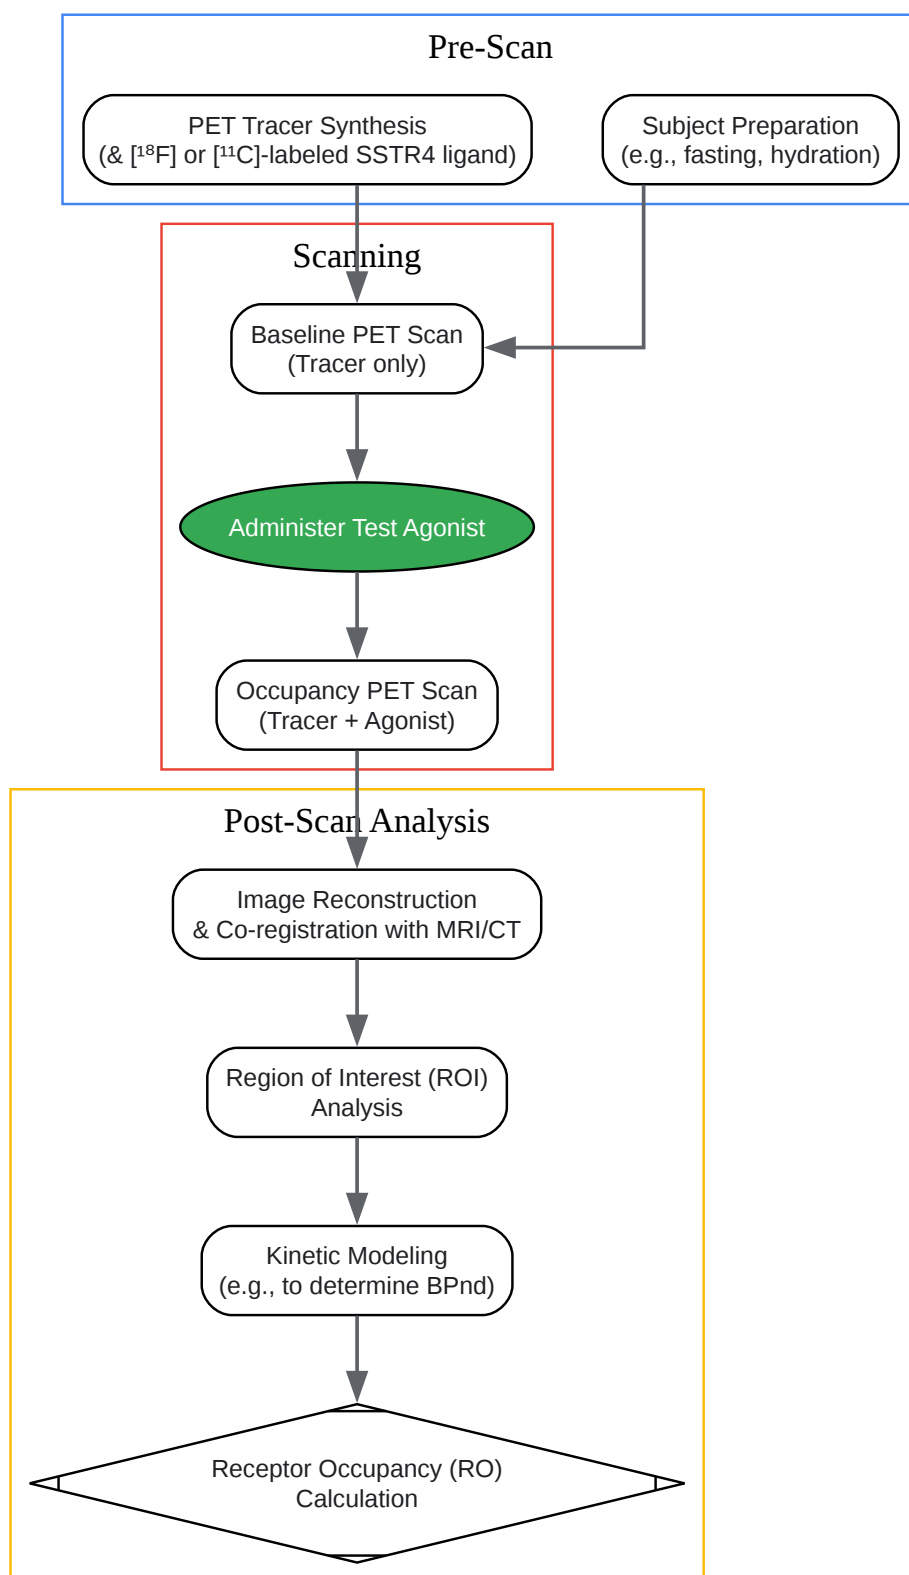 Pre-Scan
PET Tracer Synthesis
(& [¹⁸F] or [¹¹C]-labeled SSTR4 ligand)
Subject Preparation
(e.g., fasting, hydration)
Scanning
Baseline PET Scan
(Tracer only)
Administer Test Agonist
Occupancy PET Scan
(Tracer + Agonist)
Post-Scan Analysis
Image Reconstruction
& Co-registration with MRI/CT
Region of Interest (ROI)
Analysis
Kinetic Modeling
(e.g., to determine BPnd)
Receptor Occupancy (RO)
Calculation